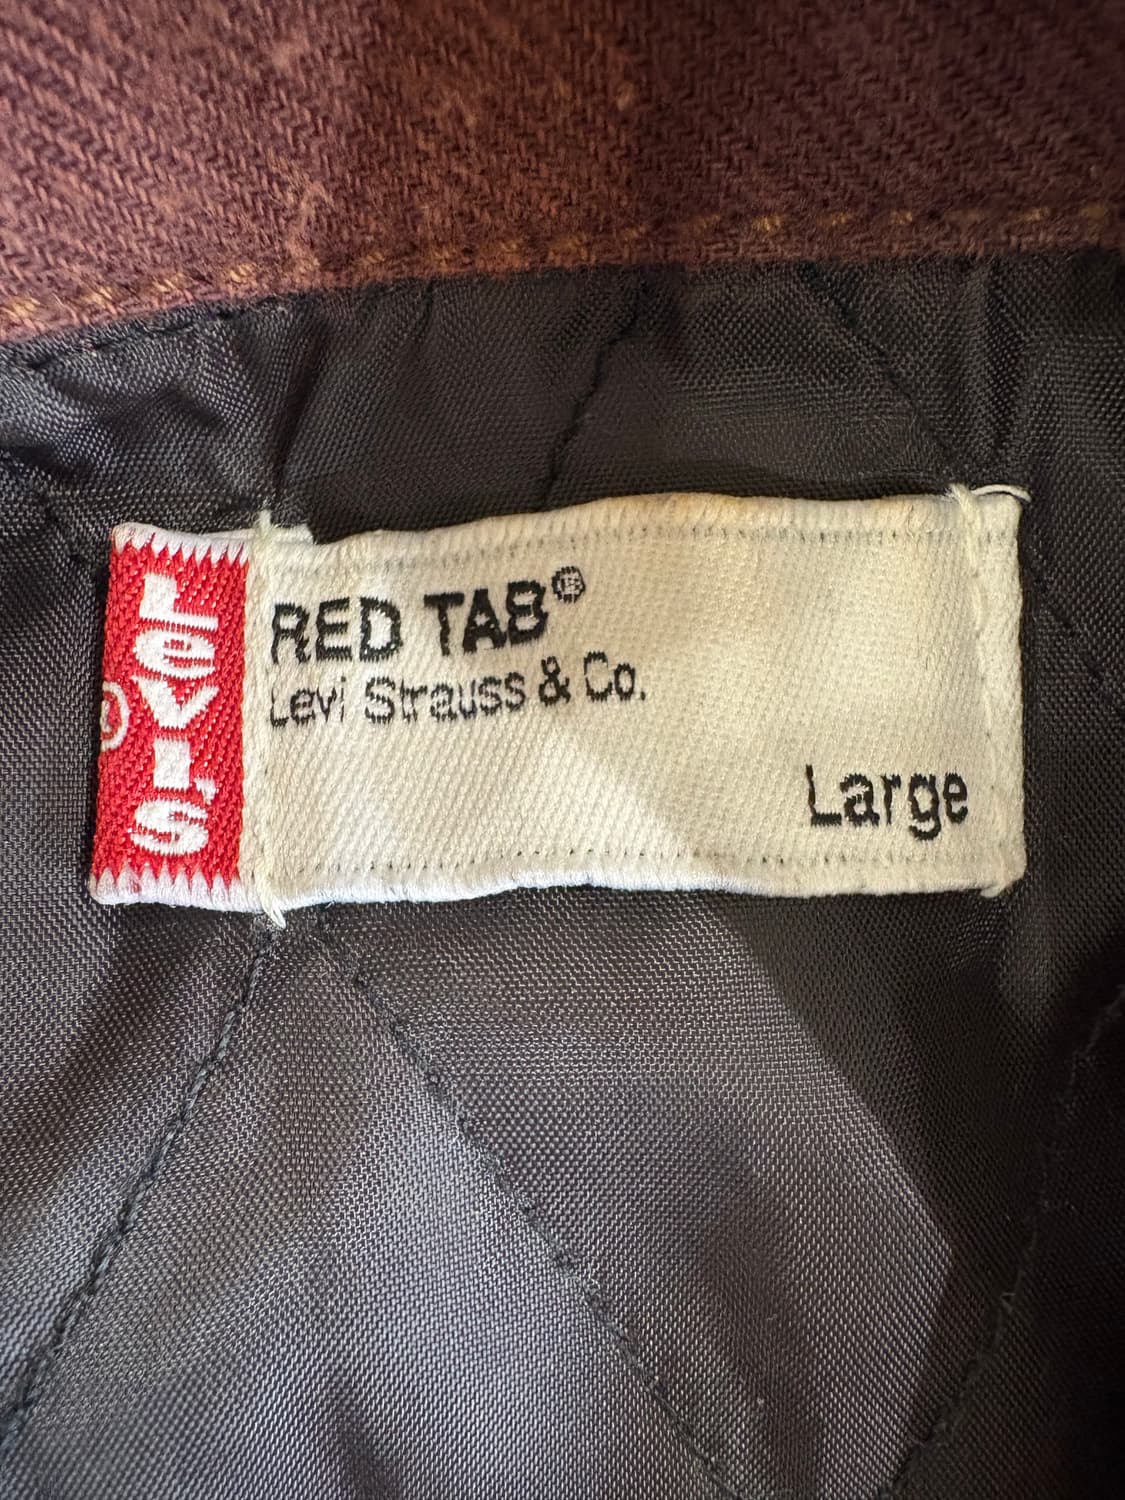 LEVI'S
®
RED TAB®
Levi Strauss & Co.
Large